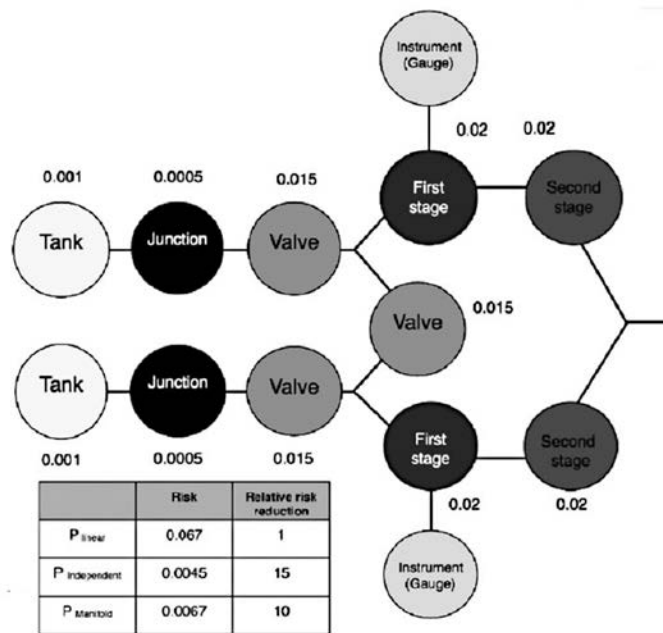 Instrument
(Gauge)
0.02 0.02
0.001 0.0005 0.015
First
stage
Second
stage
Tank
Junction
Valve
Valve
0.015
Tank
Junction
Valve
First
stage
Second
stage
0.001 0.0005 0.015
0.02 0.02
Risk Relative risk
reduction
P linear 0.067 1
P Independent 0.0045 15
P Manifold 0.0067 10
Instrument
(Gauge)